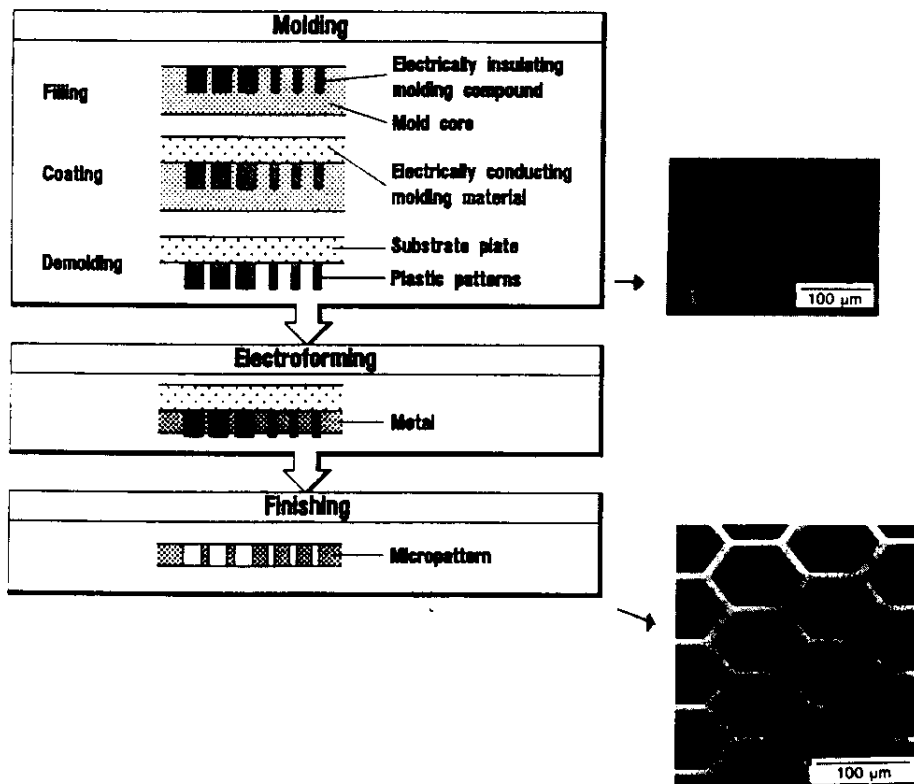 Molding
Filling
Electrically insulating
molding compound
Mold core
Coating
Electrically conducting
molding material
Demolding
Substrate plate
Plastic patterns
100 µm
Electroforming
Metal
Finishing
Micropattern
100 µm